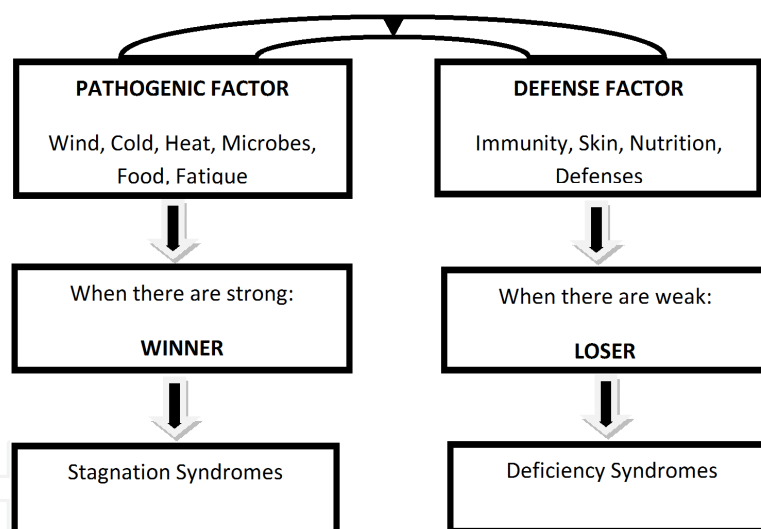 PATHOGENIC FACTOR
Wind, Cold, Heat, Microbes,
Food, Fatigue
DEFENSE FACTOR
Immunity, Skin, Nutrition,
Defenses
When there are strong:
WINNER
When there are weak:
LOSER
Stagnation Syndromes
Deficiency Syndromes